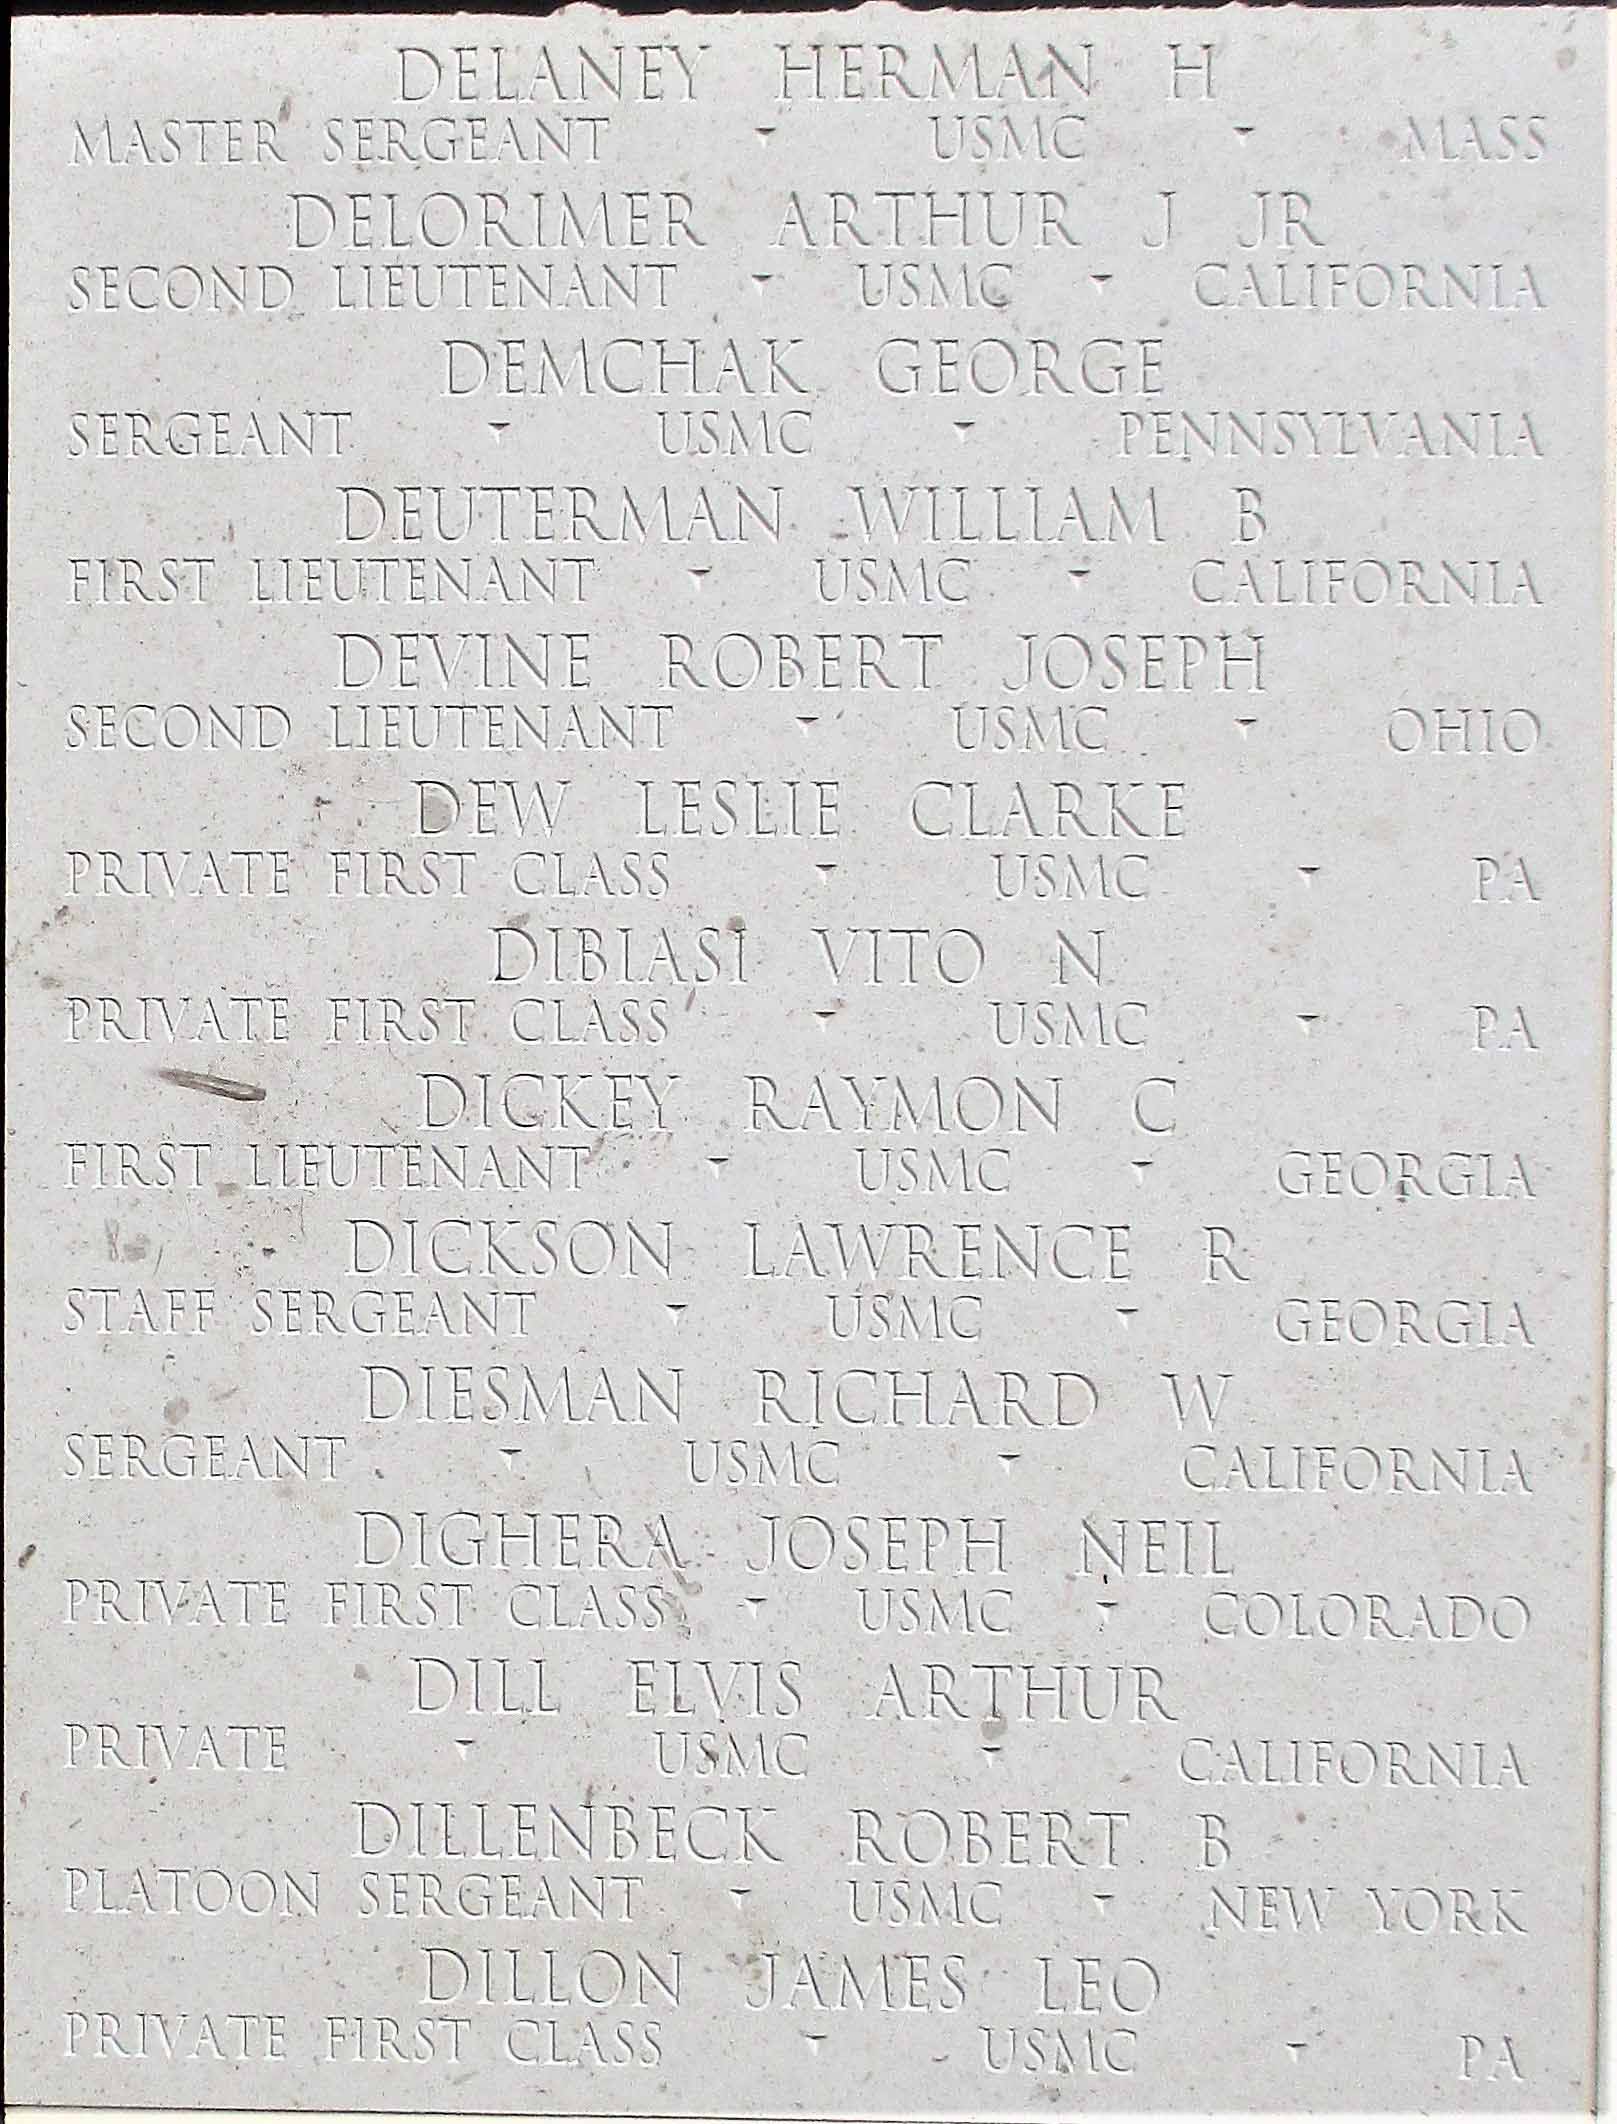 DELANEY HERMAN H
MASTER SERGEANT USMC MASS
DELORIMER ARTHUR J JR
SECOND LIEUTENANT USMC CALIFORNIA
DEMCHAK GEORGE
SERGEANT USMC PENNSYLVANIA
DEUTERMAN WILLIAM B
FIRST LIEUTENANT USMC CALIFORNIA
DEVINE ROBERT JOSEPH
SECOND LIEUTENANT USMC OHIO
DEW LESLIE CLARKE
PRIVATE FIRST CLASS USMC PA
DIBIASI VITO N
PRIVATE FIRST CLASS USMC PA
DICKEY RAYMON C
FIRST LIEUTENANT USMC GEORGIA
DICKSON LAWRENCE R
STAFF SERGEANT USMC GEORGIA
DIESMAN RICHARD W
SERGEANT USMC CALIFORNIA
DIGHERA JOSEPH NEIL
PRIVATE FIRST CLASS USMC COLORADO
DILL ELVIS ARTHUR
PRIVATE USMC CALIFORNIA
DILLENBECK ROBERT B
PLATOON SERGEANT USMC NEW YORK
DILLON JAMES LEO
PRIVATE FIRST CLASS USMC PA